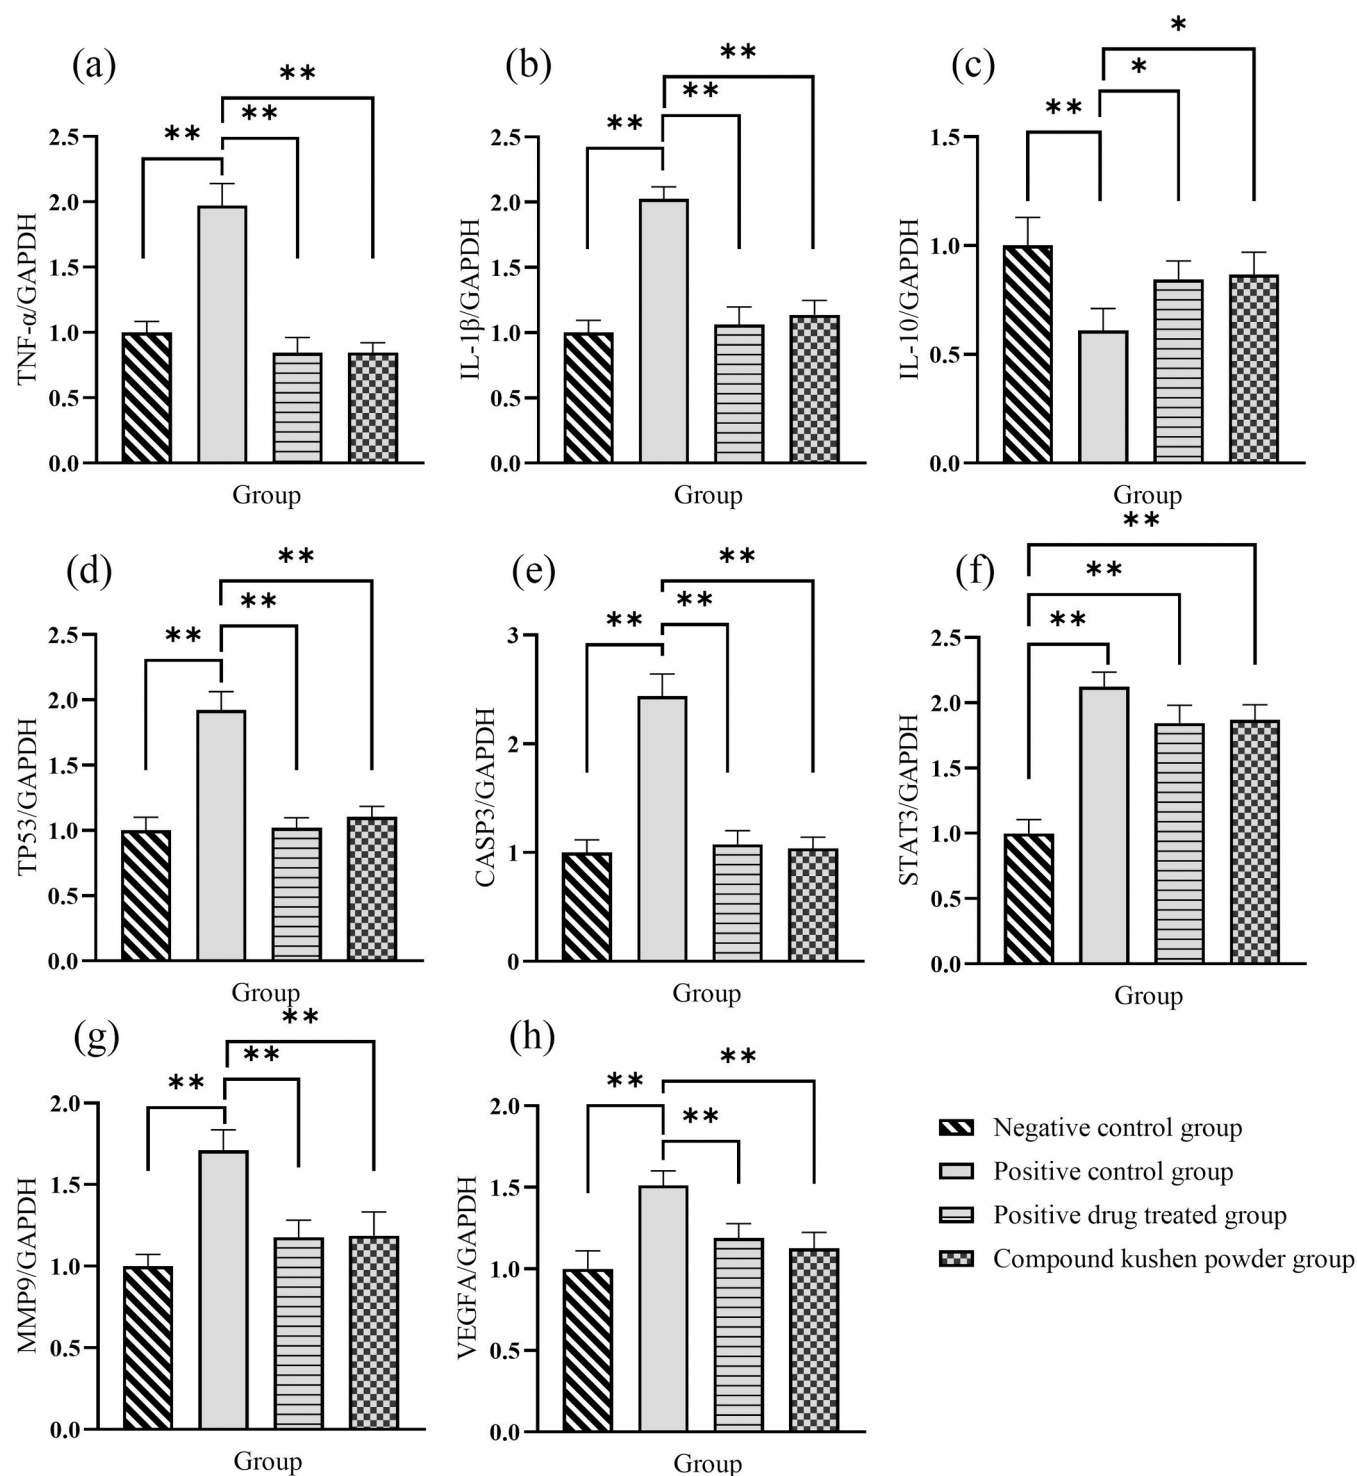 (a)
**
**
**
2.5
2.0
1.5
1.0
0.5
0.0
TNF-α/GAPDH
Group
(b)
**
**
**
2.5
2.0
1.5
1.0
0.5
0.0
IL-1β/GAPDH
Group
(c)
*
*
**
1.5
1.0
0.5
0.0
IL-10/GAPDH
Group
(d)
**
**
**
2.5
2.0
1.5
1.0
0.5
0.0
TP53/GAPDH
Group
(e)
**
**
**
3
2
1
0
CASP3/GAPDH
Group
(f)
**
**
**
2.5
2.0
1.5
1.0
0.5
0.0
STAT3/GAPDH
Group
(g)
**
**
**
2.0
1.5
1.0
0.5
0.0
MMP9/GAPDH
Group
(h)
**
**
**
2.0
1.5
1.0
0.5
0.0
VEGFA/GAPDH
Group
Negative control group
Positive control group
Positive drug treated group
Compound kushen powder group